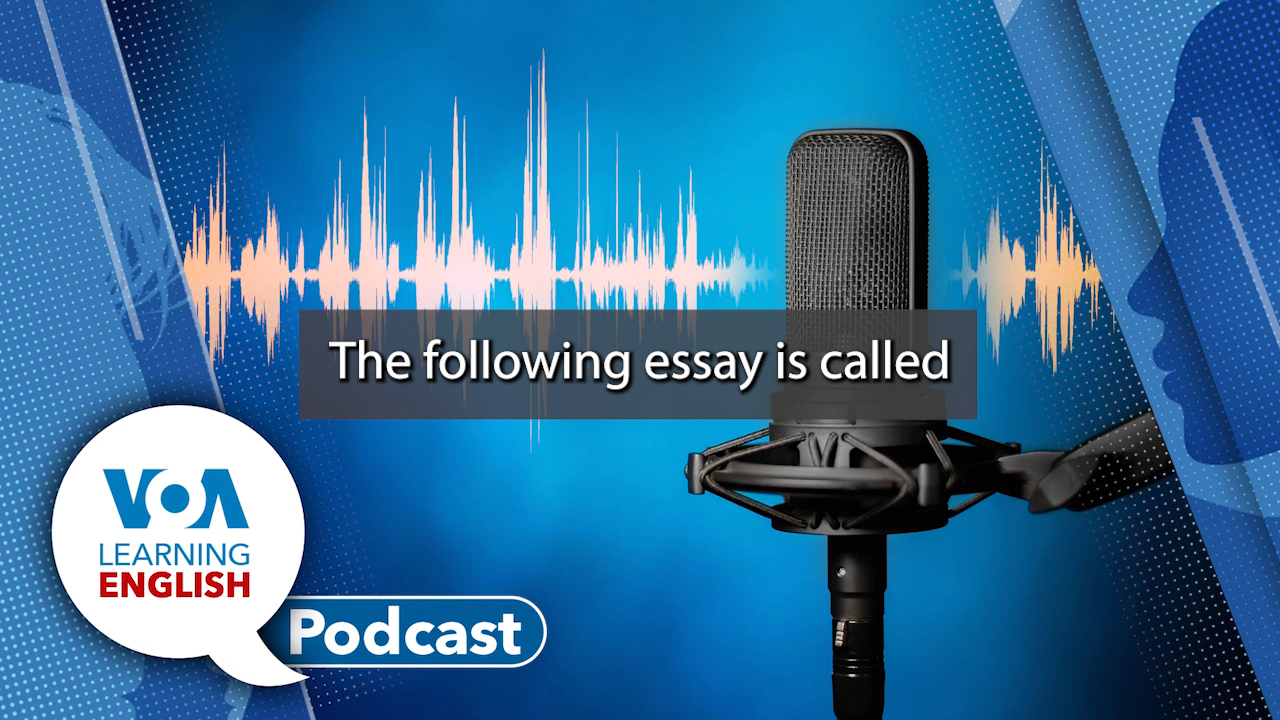 The following essay is called
VOA
LEARNING
ENGLISH
Podcast